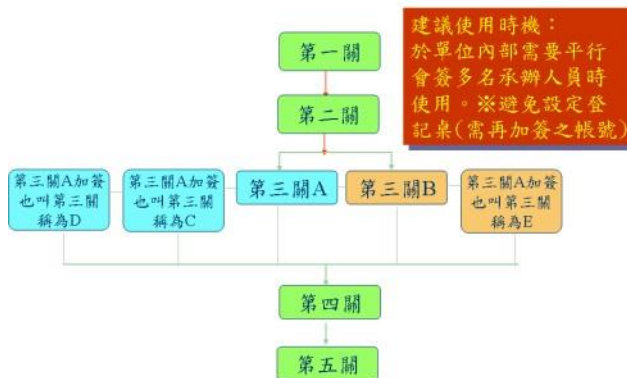 建議使用時機：
於單位內部需要平行
會簽多名承辦人員時
使用。※避免設定登
記桌(需再加簽之帳號)
第一關
第二關
第三關A加簽
也叫第三關
稱為D
第三關A加簽
也叫第三關
稱為C
第三關A
第三關B
第三關A加簽
也叫第三關
稱為E
第四關
第五關